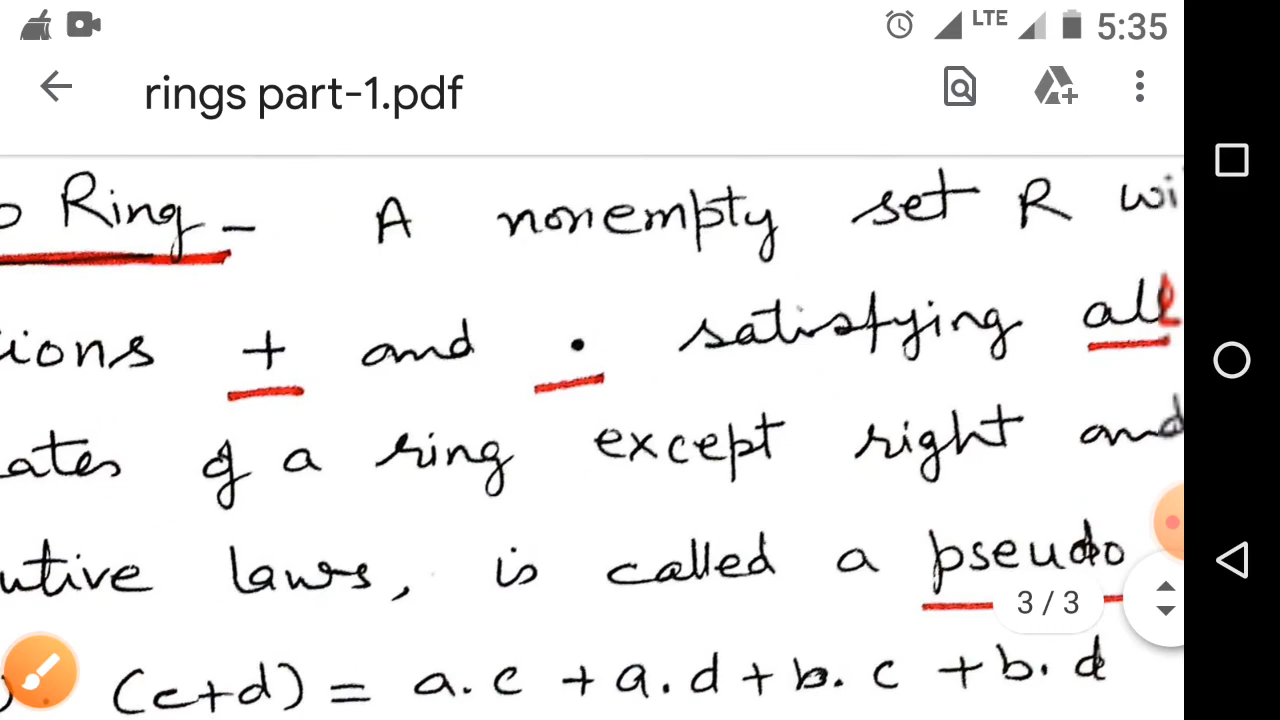 LTE 5:35
rings part-1.pdf
o Ring - A nonempty set R wi
ions + and . satisfying all
ates of a ring except right and
utive laws, is called a pseudo
3 / 3
) (c+d) = a.c + a.d + b.c + b.d